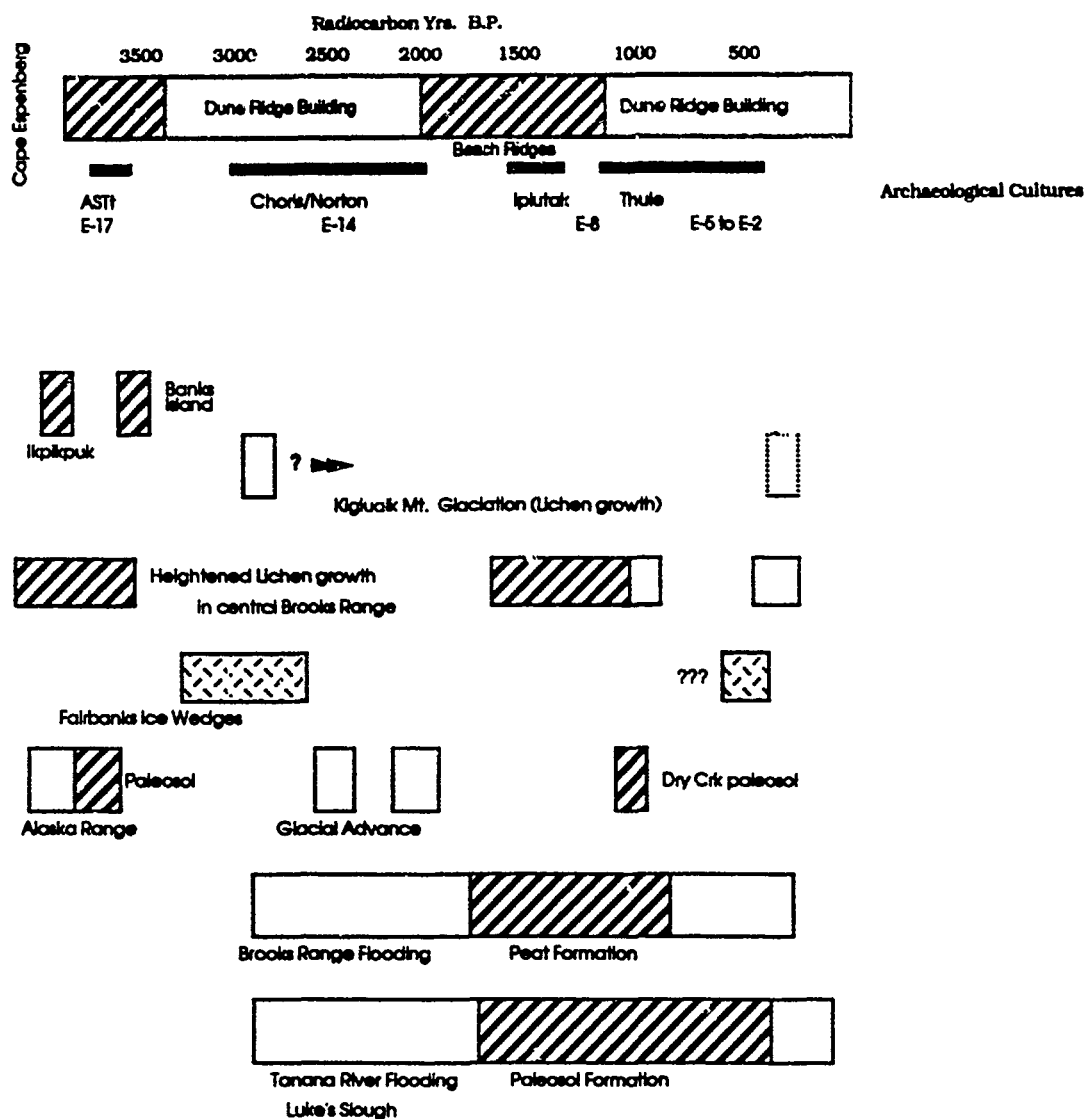 Radiocarbon Yrs. B.P.
3500 3000 2500 2000 1500 1000 500
Cape Espenberg
Dune Ridge Building Dune Ridge Building
Beach Ridges
ASTt Choris/Norton Ipiutak Thule Archaeological Cultures
E-17 E-14 E-8 E-5 to E-2
Banks
Island
Ikpikpuk
?
Kigluaik Mt. Glaciation (Lichen growth)
Heightened Lichen growth
in central Brooks Range
???
Fairbanks Ice Wedges
Paleosol Dry Crk paleosol
Alaska Range Glacial Advance
Brooks Range Flooding Peat Formation
Tanana River Flooding Paleosol Formation
Luke's Slough